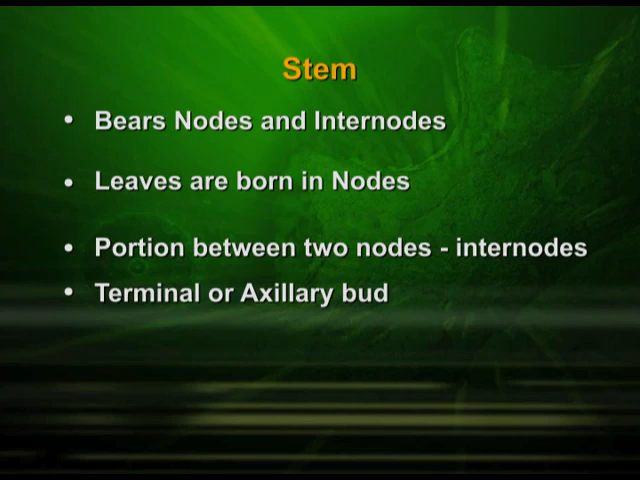 Stem
• Bears Nodes and Internodes
• Leaves are born in Nodes
• Portion between two nodes - internodes
• Terminal or Axillary bud